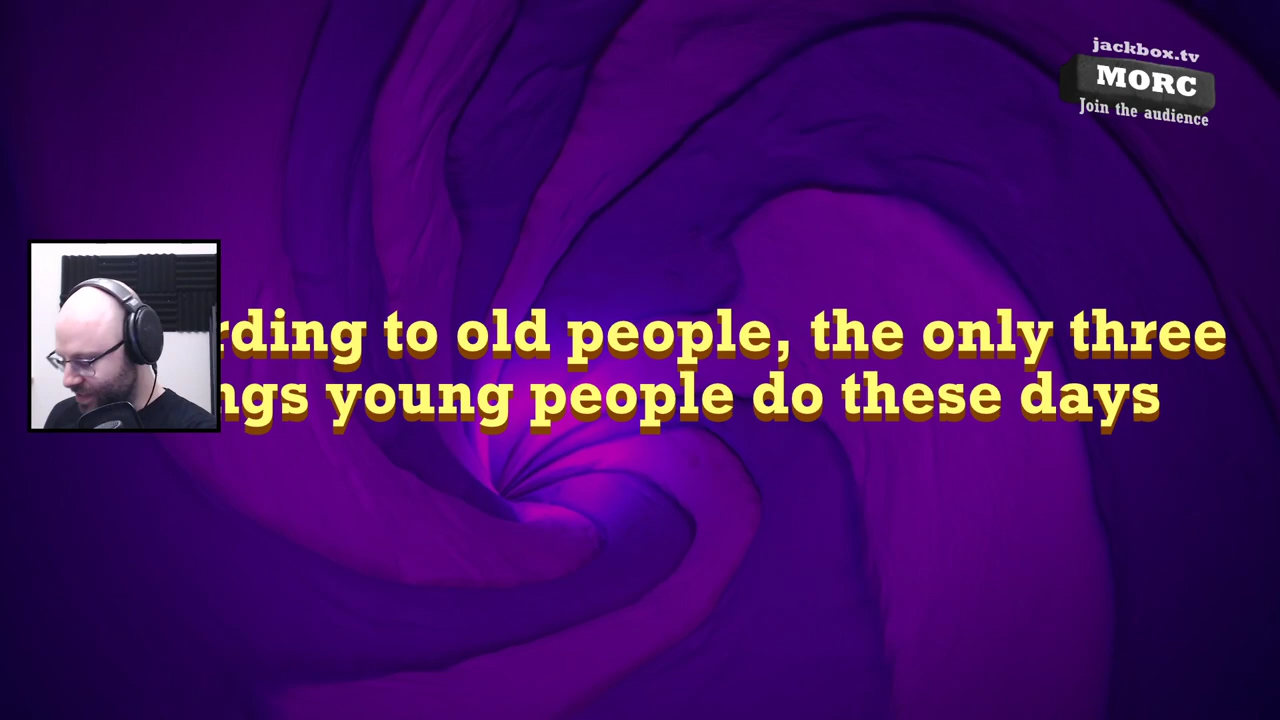 jackbox.tv
MORC
Join the audience
rding to old people, the only three
ngs young people do these days